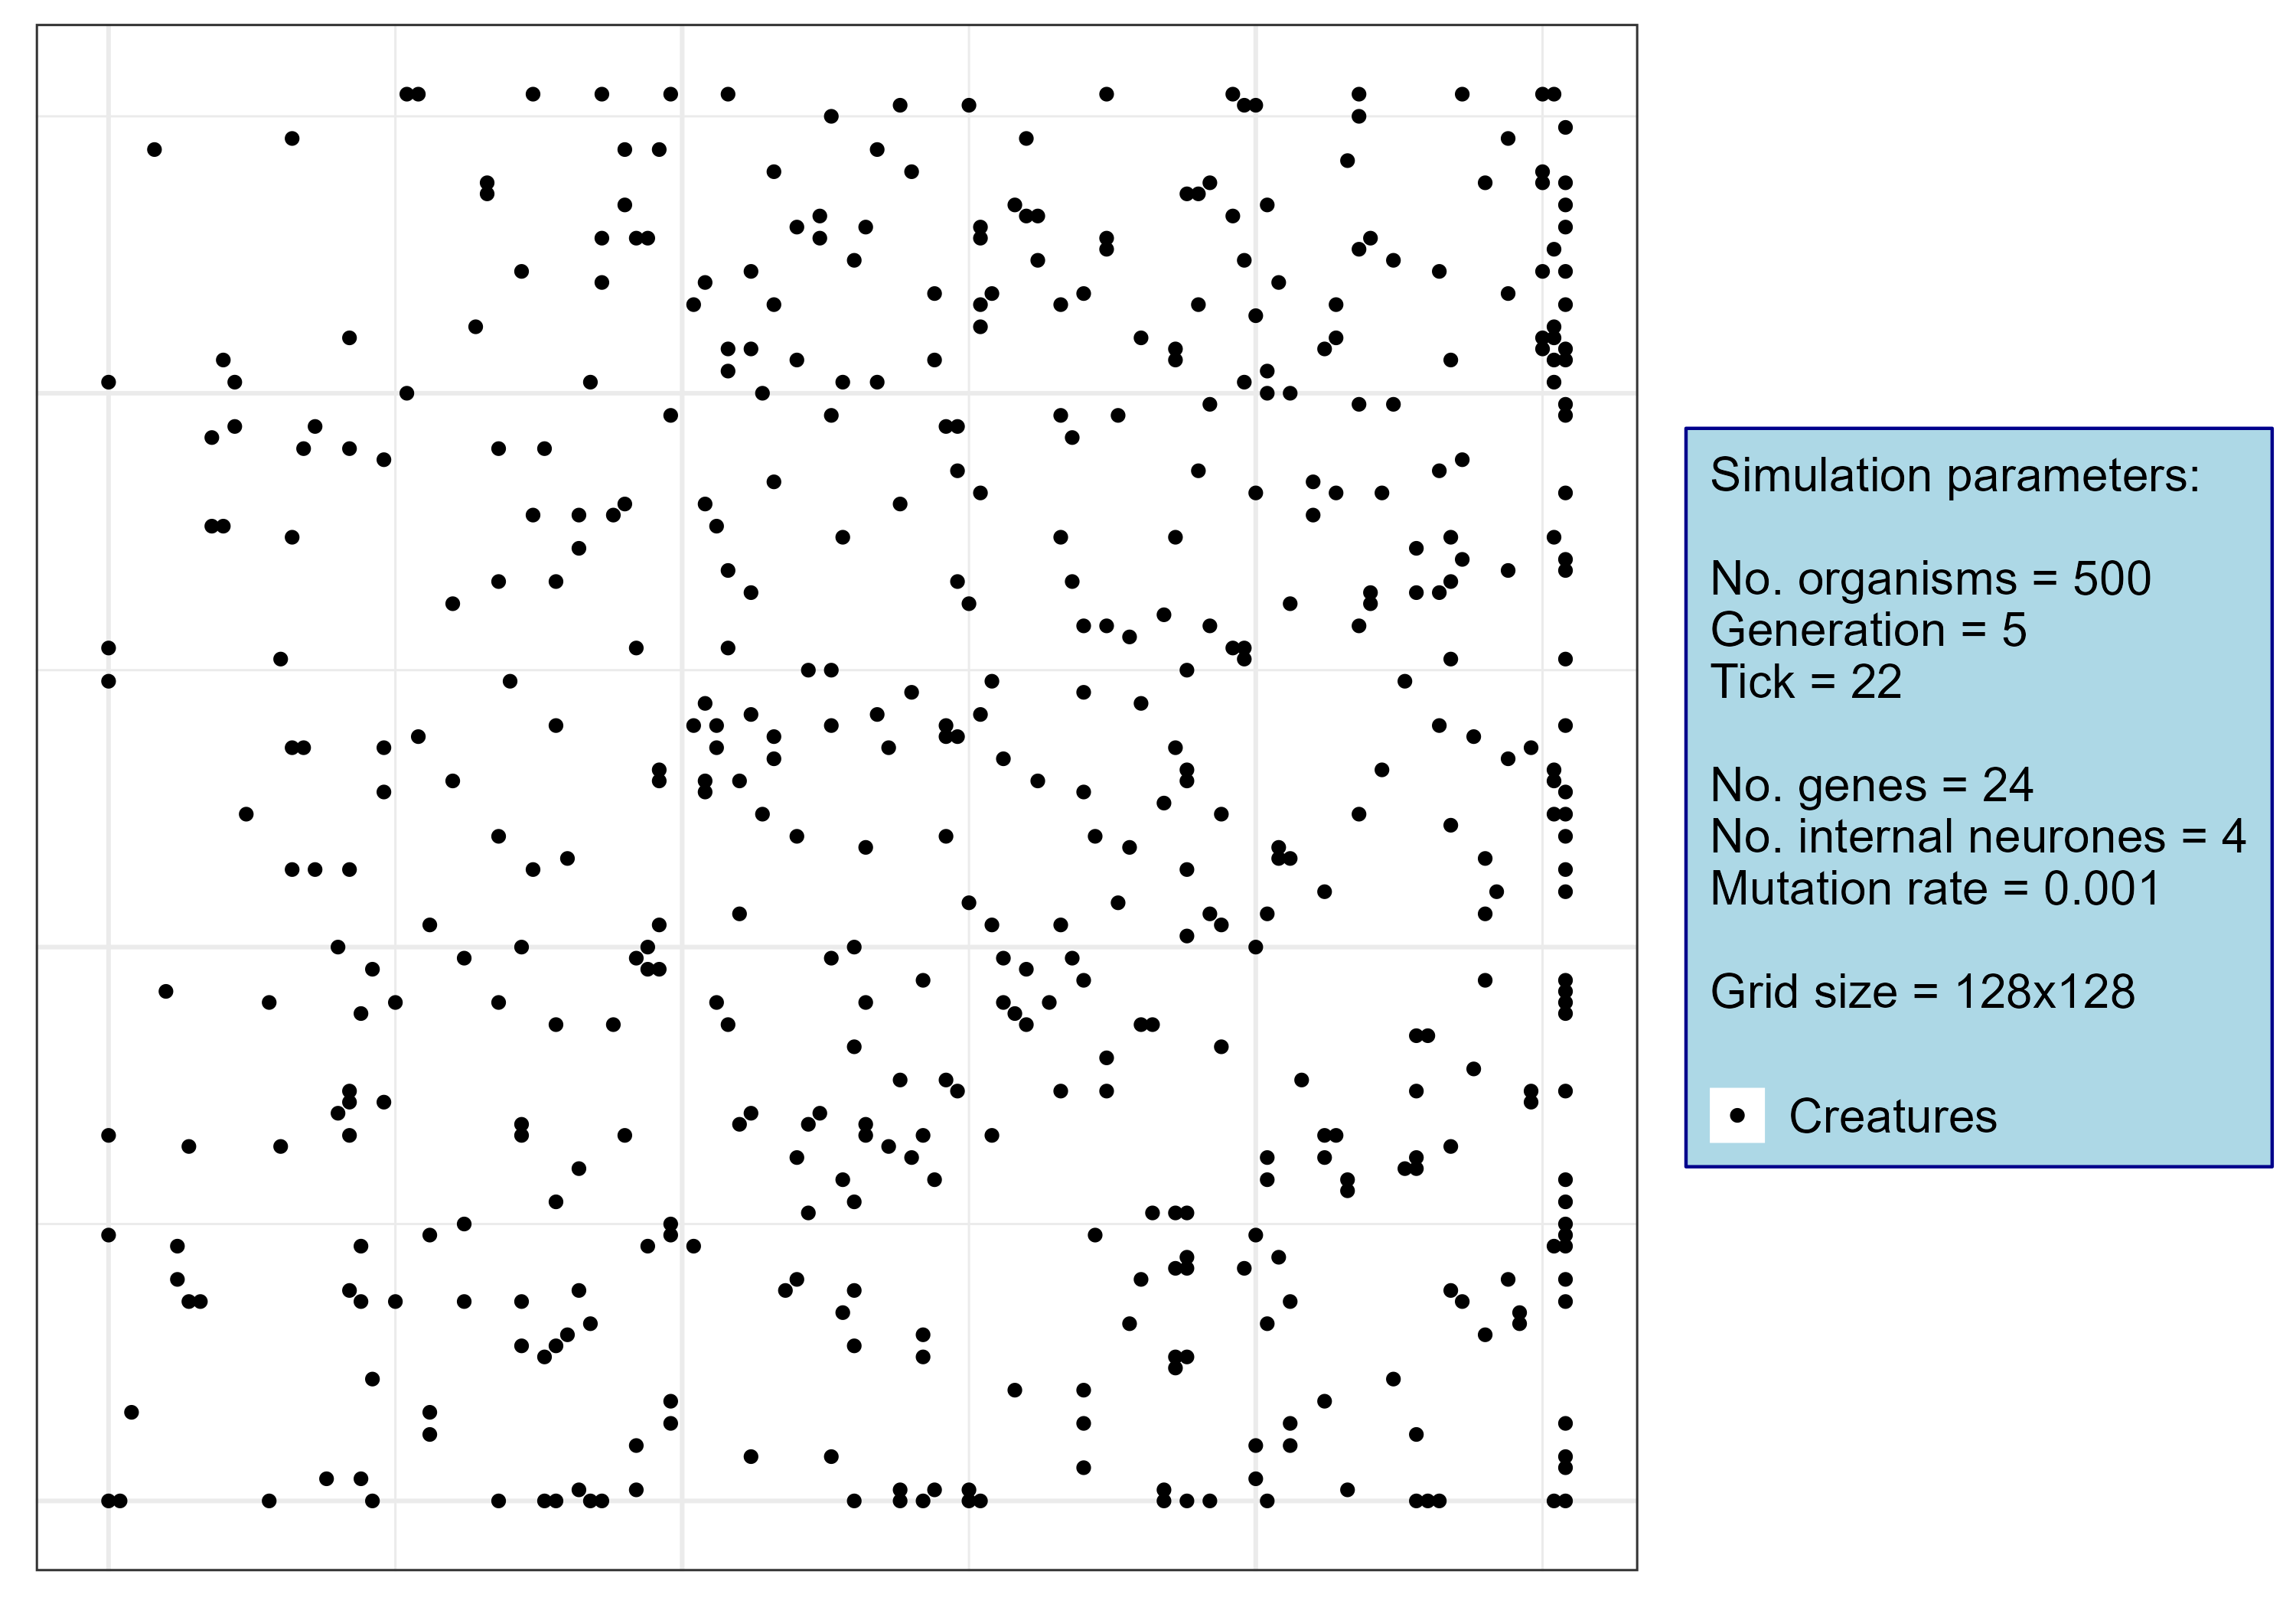 Simulation parameters:
No. organisms = 500
Generation = 5
Tick = 22
No. genes = 24
No. internal neurones = 4
Mutation rate = 0.001
Grid size = 128x128
Creatures